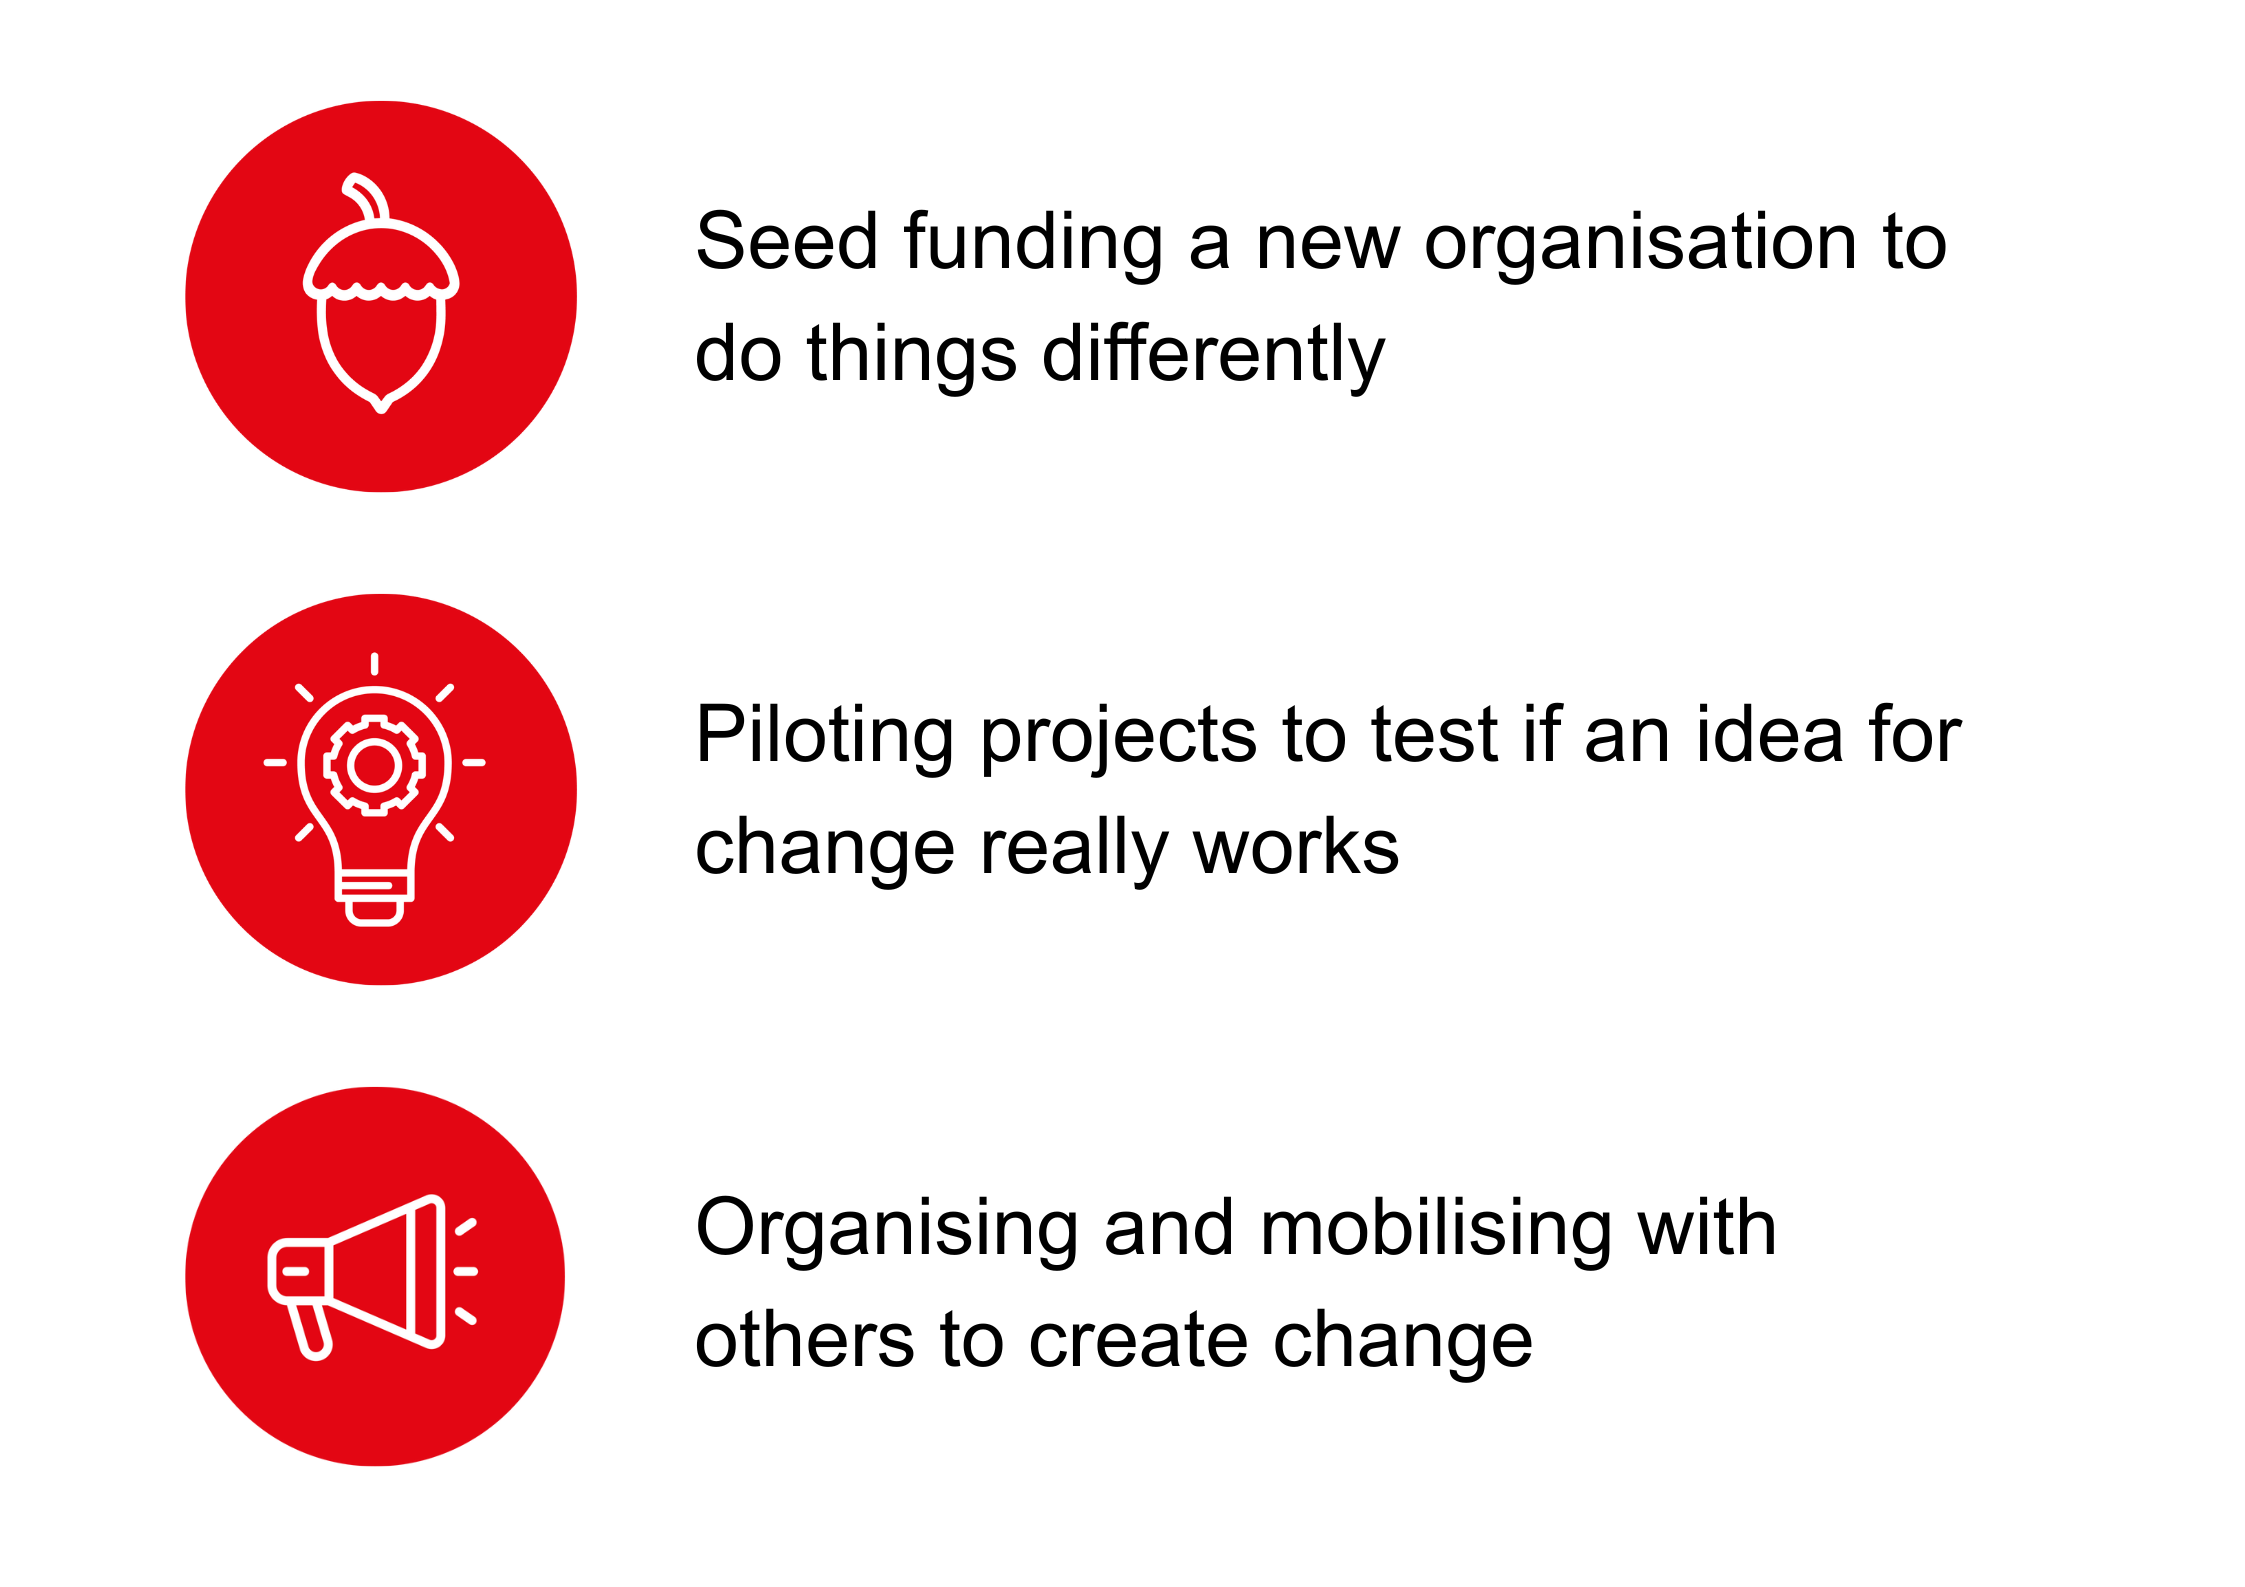 Seed funding a new organisation to
do things differently
Piloting projects to test if an idea for
change really works
Organising and mobilising with
others to create change